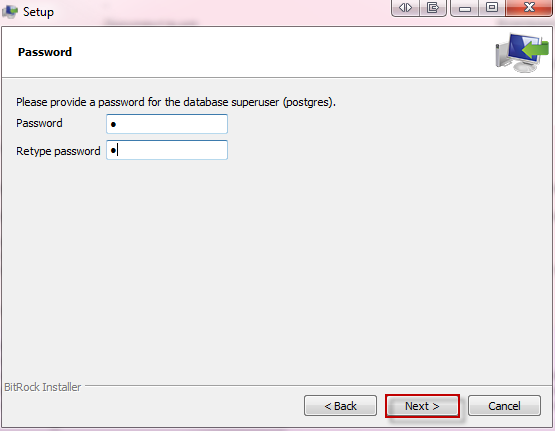 Setup
Password
Please provide a password for the database superuser (postgres).
Password ●
Retype password ●
BitRock Installer
< Back Next > Cancel